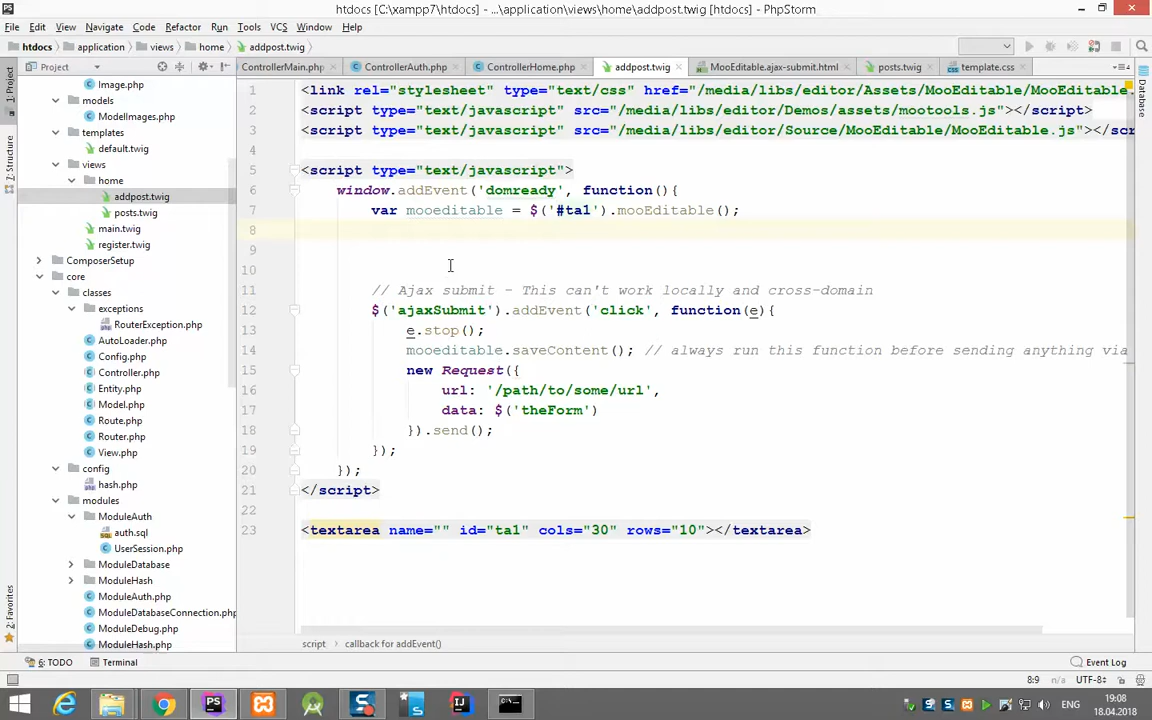 htdocs [C:\xampp7\htdocs] - ...\application\views\home\addpost.twig [htdocs] - PhpStorm
File Edit View Navigate Code Refactor Run Tools VCS Window Help
htdocs application views home addpost.twig
Project ControllerMain.php ControllerAuth.php ControllerHome.php addpost.twig MooEditable.ajax-submit.html posts.twig template.css
1: Project
7: Structure
2: Favorites
Database
Image.php
models
ModelImages.php
templates
default.twig
views
home
addpost.twig
posts.twig
main.twig
register.twig
ComposerSetup
core
classes
exceptions
RouterException.php
AutoLoader.php
Config.php
Controller.php
Entity.php
Model.php
Route.php
Router.php
View.php
config
hash.php
modules
ModuleAuth
auth.sql
UserSession.php
ModuleDatabase
ModuleHash
ModuleAuth.php
ModuleDatabaseConnection.php
ModuleDebug.php
ModuleHash.php
1 <link rel="stylesheet" type="text/css" href="/media/libs/editor/Assets/MooEditable/MooEditable.
2 <script type="text/javascript" src="/media/libs/editor/Demos/assets/mootools.js"></script>
3 <script type="text/javascript" src="/media/libs/editor/Source/MooEditable/MooEditable.js"></scr
4
5 <script type="text/javascript">
6 window.addEvent('domready', function(){
7 var mooeditable = $('#ta1').mooEditable();
8
9
10
11 // Ajax submit - This can't work locally and cross-domain
12 $('ajaxSubmit').addEvent('click', function(e){
13 e.stop();
14 mooeditable.saveContent(); // always run this function before sending anything via
15 new Request({
16 url: '/path/to/some/url',
17 data: $('theForm')
18 }).send();
19 });
20 });
21 </script>
22
23 <textarea name="" id="ta1" cols="30" rows="10"></textarea>
script callback for addEvent()
6: TODO Terminal Event Log
8:9 n/a UTF-8
ENG 19:08
18.04.2018